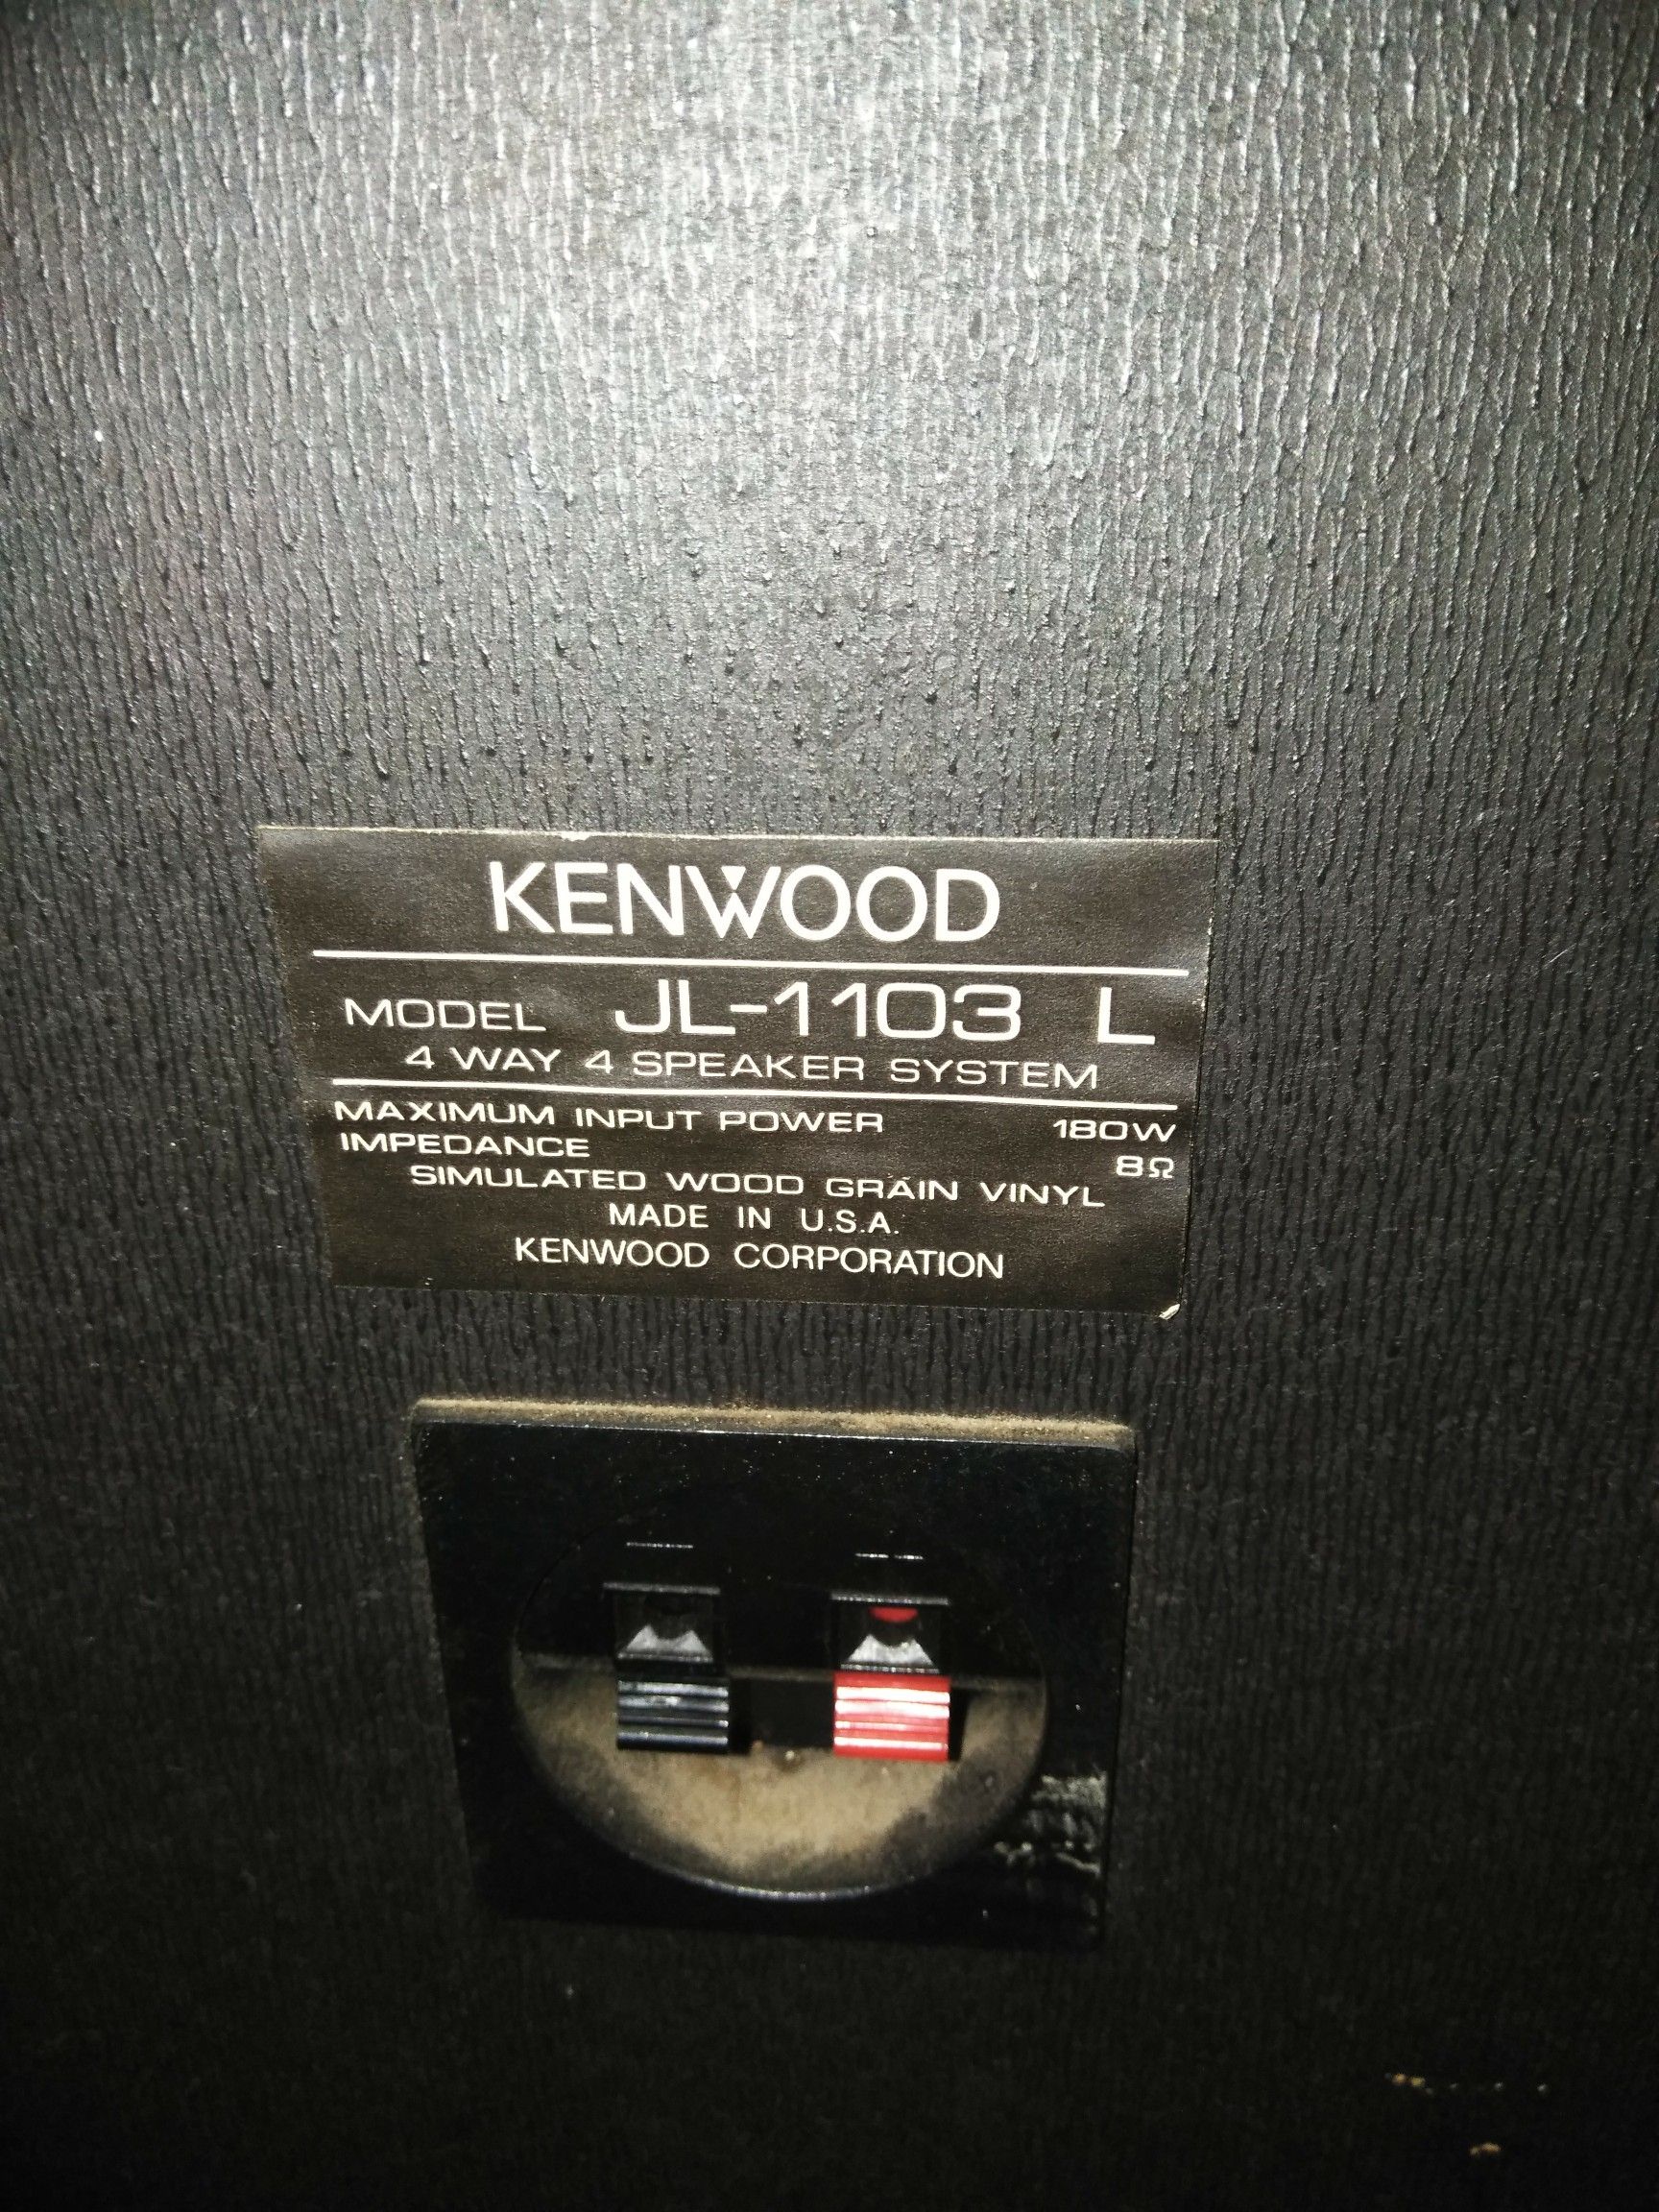 KENWOOD
MODEL JL-1103 L
4 WAY 4 SPEAKER SYSTEM
MAXIMUM INPUT POWER 180W
IMPEDANCE 8Ω
SIMULATED WOOD GRAIN VINYL
MADE IN U.S.A.
KENWOOD CORPORATION